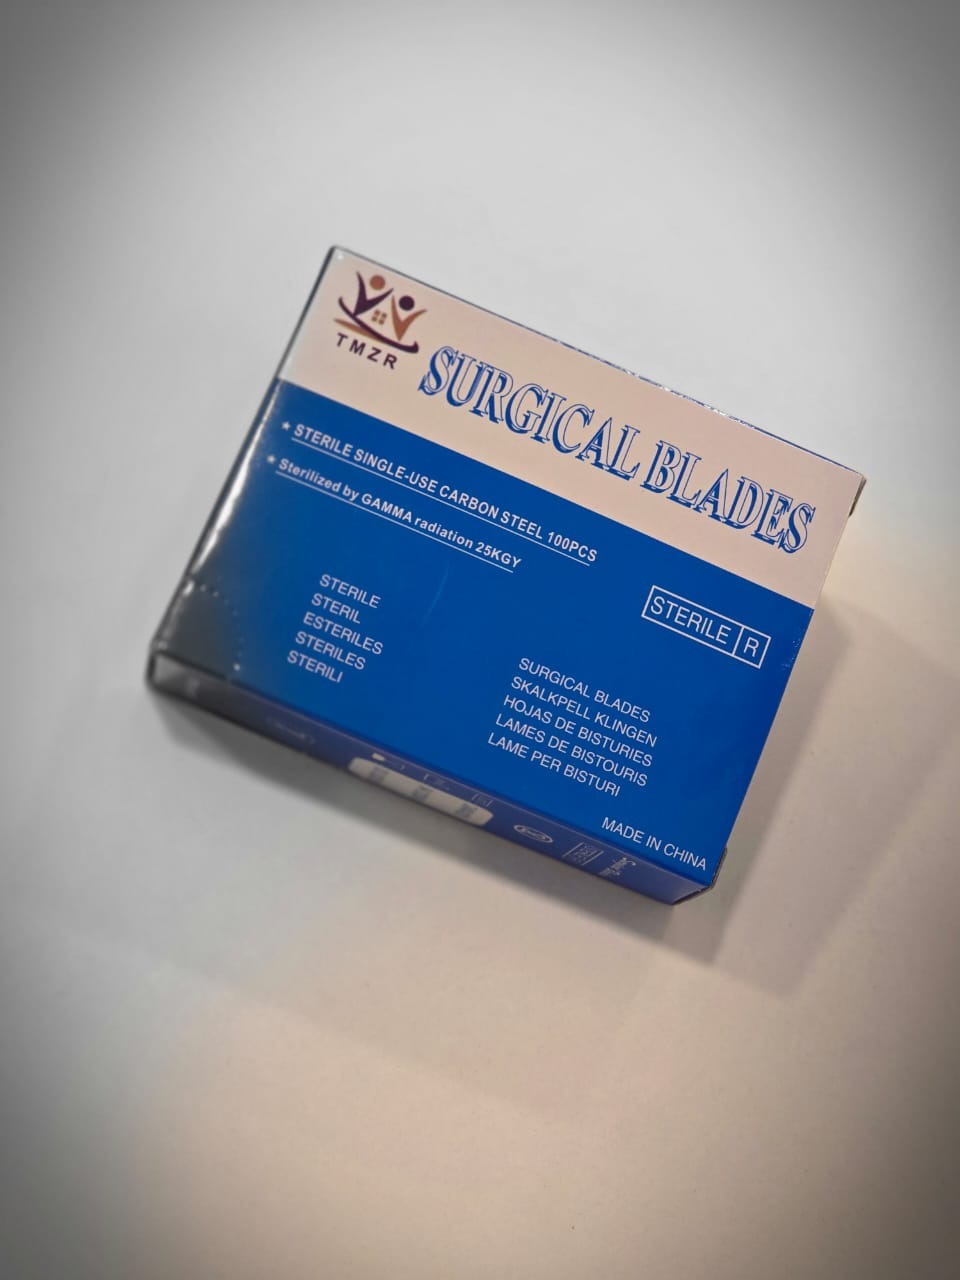 TMZR
SURGICAL BLADES
* STERILE SINGLE-USE CARBON STEEL 100PCS
* Sterilized by GAMMA radiation 25KGY
STERILE R
STERILE
STERIL
ESTERILES
STERILES
STERILI
SURGICAL BLADES
SKALKPELL KLINGEN
HOJAS DE BISTURIES
LAMES DE BISTOURIS
LAME PER BISTURI
MADE IN CHINA